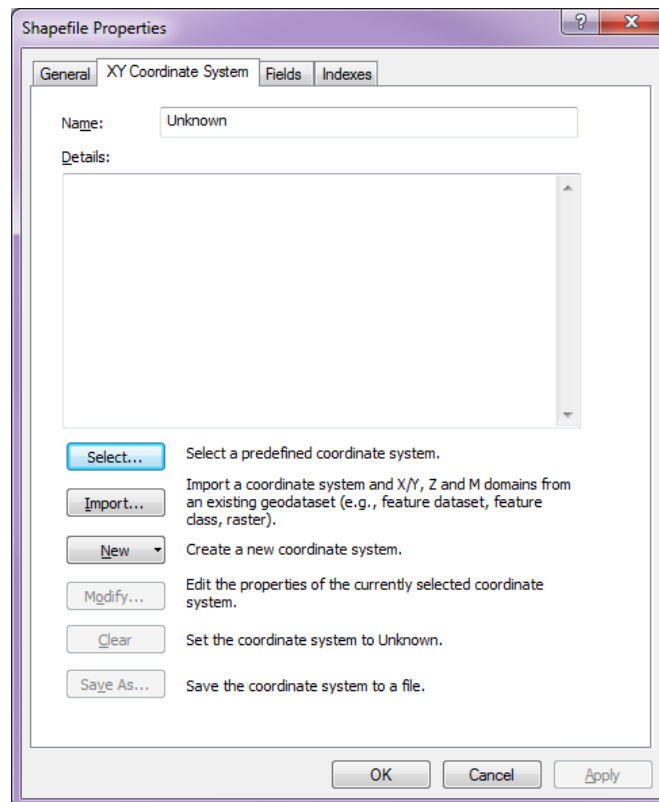 Shapefile Properties
?
General
XY Coordinate System
Fields
Indexes
Name:
Unknown
Details:
Select...
Select a predefined coordinate system.
Import...
Import a coordinate system and X/Y, Z and M domains from
an existing geodataset (e.g., feature dataset, feature
class, raster).
New
Create a new coordinate system.
Modify...
Edit the properties of the currently selected coordinate
system.
Clear
Set the coordinate system to Unknown.
Save As...
Save the coordinate system to a file.
OK
Cancel
Apply